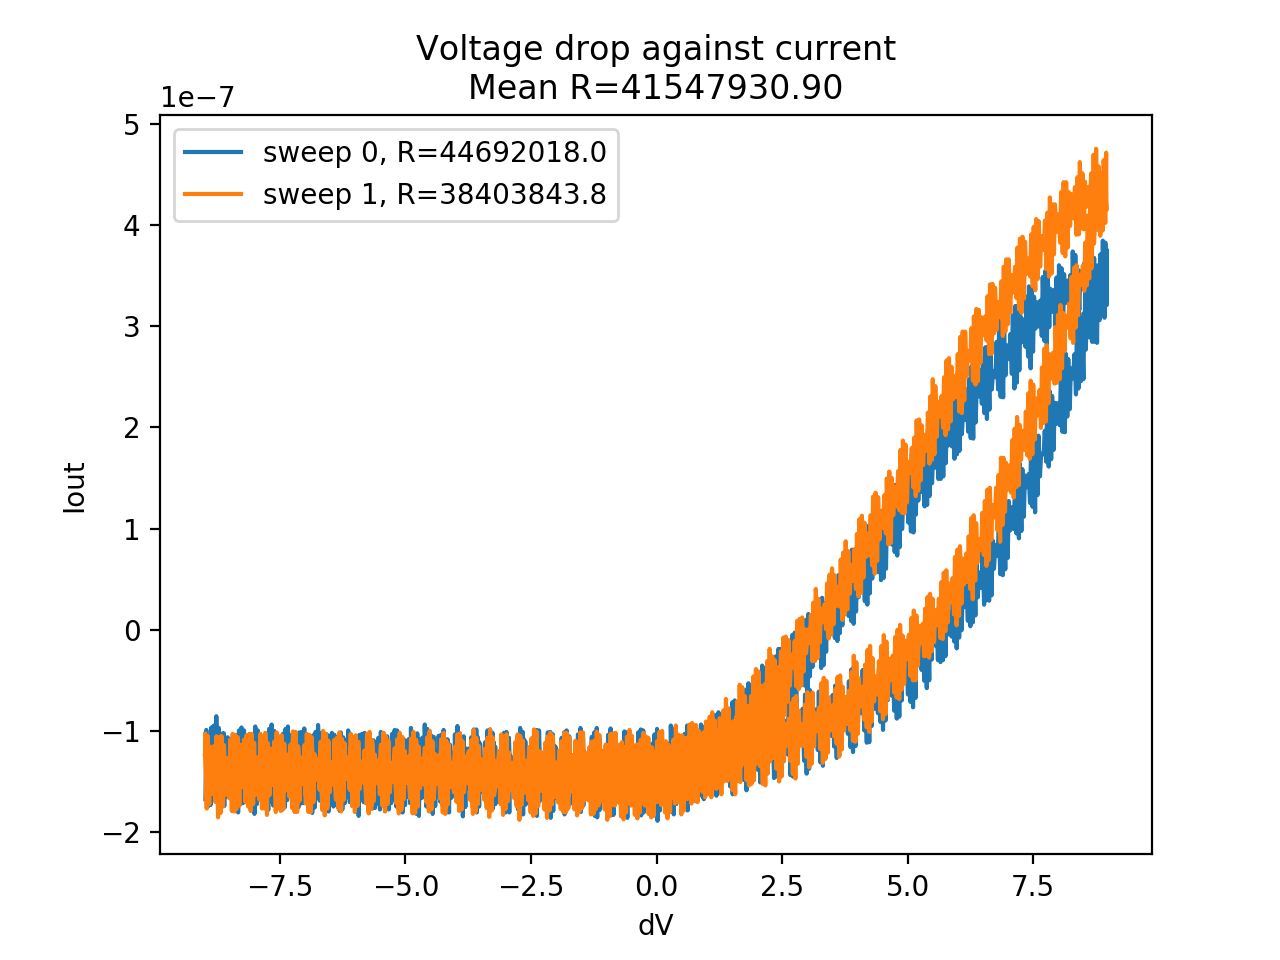 Voltage drop against current
Mean R=41547930.90
1e−7
sweep 0, R=44692018.0
sweep 1, R=38403843.8
5
4
3
2
1
0
−1
−2
Iout
−7.5
−5.0
−2.5
0.0
2.5
5.0
7.5
dV